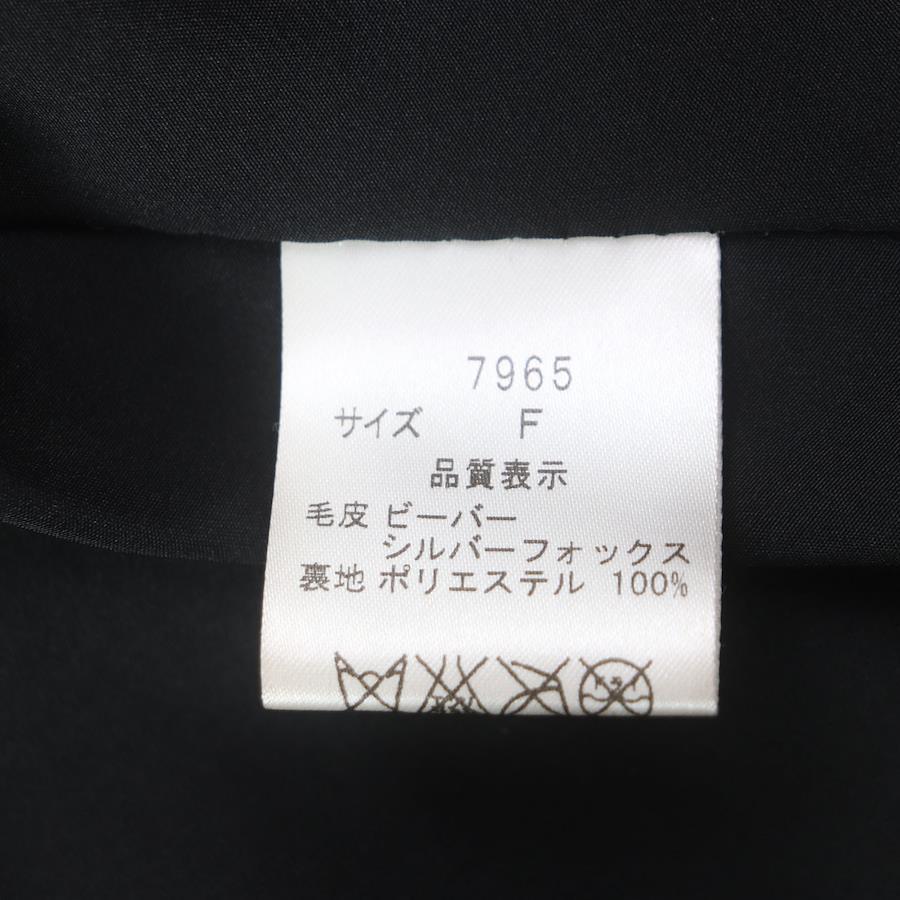 7965
サイズ F
品質表示
毛皮 ビーバー
シルバーフォックス
裏地 ポリエステル 100%